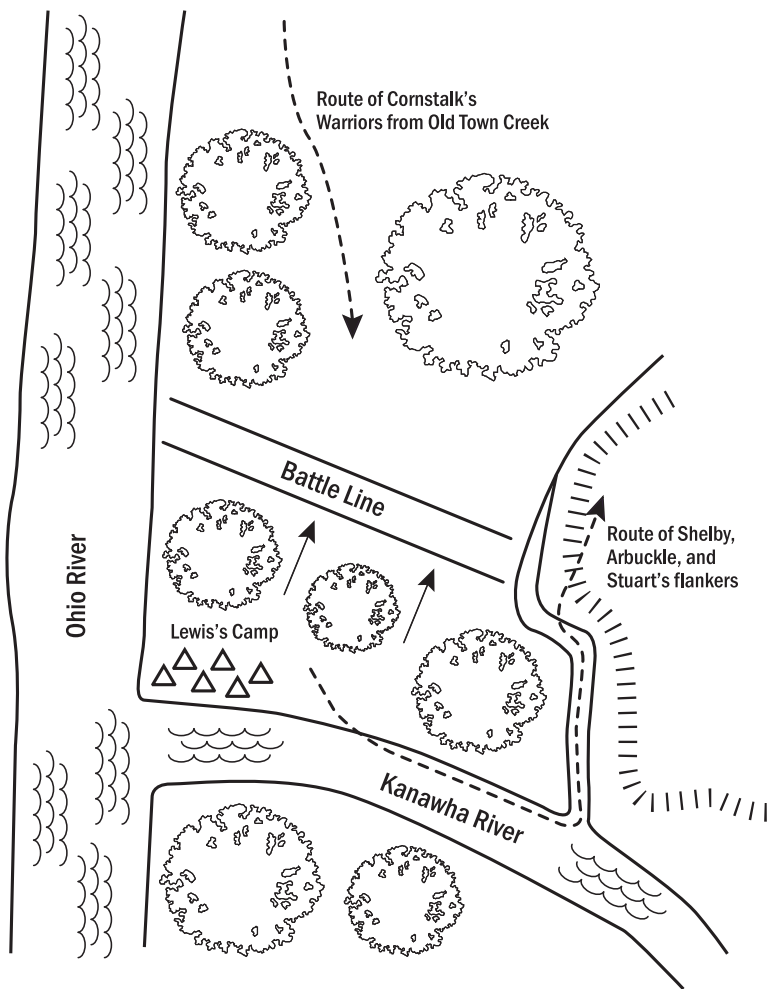 Route of Cornstalk’s
Warriors from Old Town Creek
Battle Line
Route of Shelby,
Arbuckle, and
Stuart’s flankers
Ohio River
Lewis’s Camp
Kanawha River